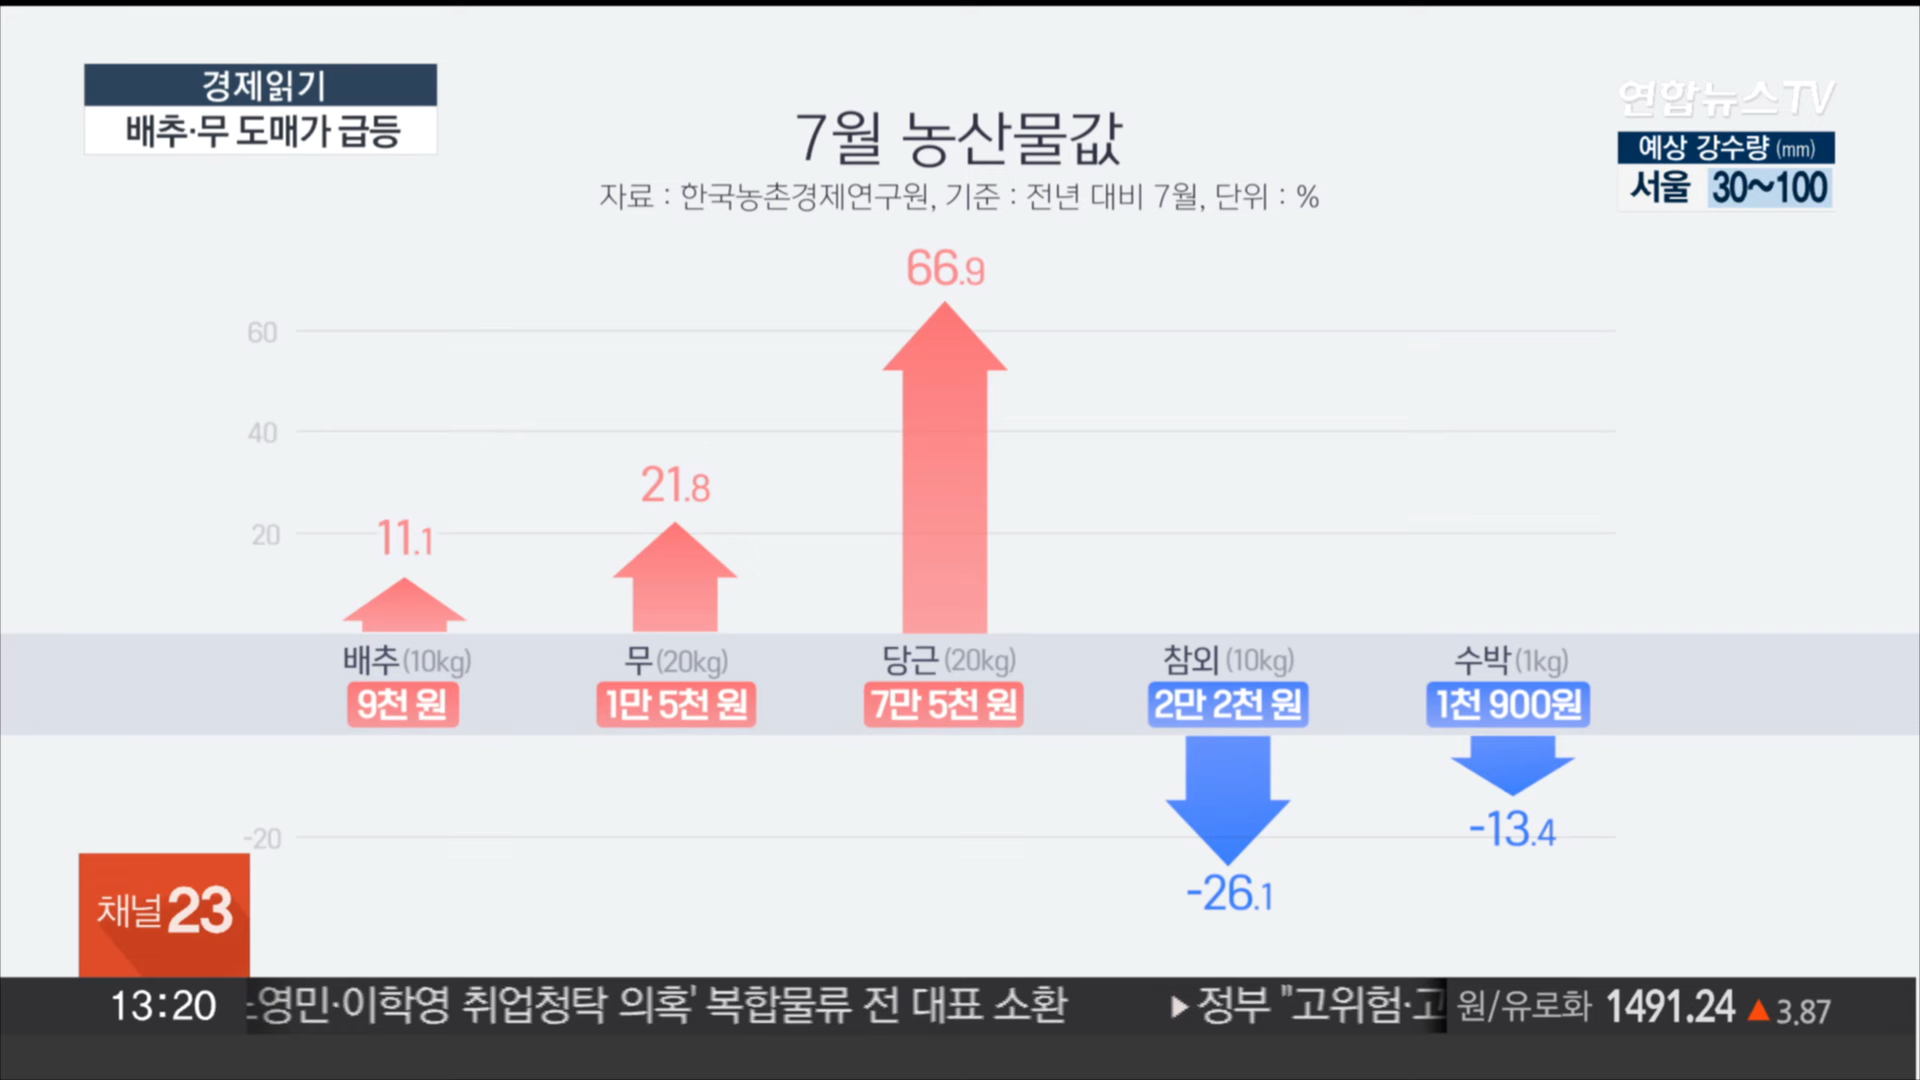 경제읽기
배추·무 도매가 급등
연합뉴스TV
예상 강수량 (mm)
서울 30~100
7월 농산물값
자료 : 한국농촌경제연구원, 기준 : 전년 대비 7월, 단위 : %
66.9
60
40
21.8
20
11.1
배추(10kg) 무(20kg) 당근(20kg) 참외(10kg) 수박(1kg)
9천 원 1만 5천 원 7만 5천 원 2만 2천 원 1천 900원
-20
-13.4
-26.1
채널23
13:20 영민·이학영 취업청탁 의혹' 복합물류 전 대표 소환 ▶정부 "고위험·고 원/유로화 1491.24 ▲3.87